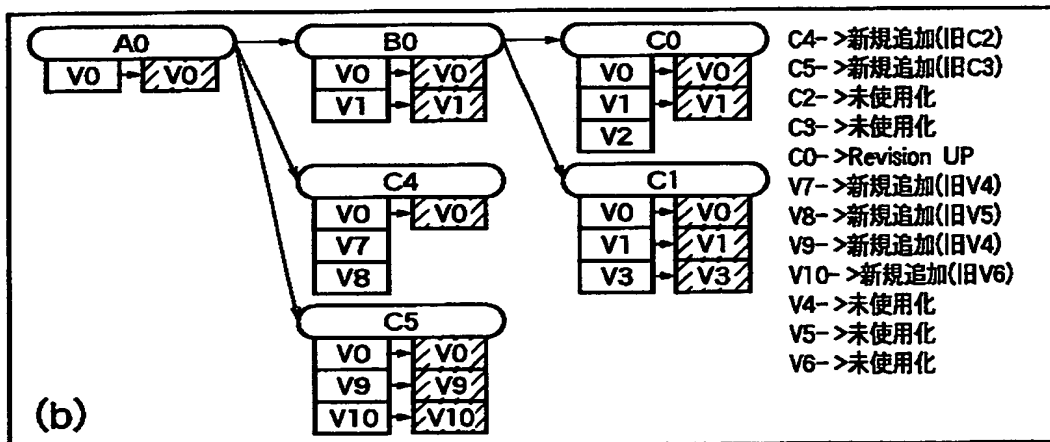 A0
V0 V0
B0
V0 V0
V1 V1
C0
V0 V0
V1 V1
V2
C4
V0 V0
V7
V8
C1
V0 V0
V1 V1
V3 V3
C5
V0 V0
V9 V9
V10 V10
C4->新規追加(旧C2)
C5->新規追加(旧C3)
C2->未使用化
C3->未使用化
C0->Revision UP
V7->新規追加(旧V4)
V8->新規追加(旧V5)
V9->新規追加(旧V4)
V10->新規追加(旧V6)
V4->未使用化
V5->未使用化
V6->未使用化
(b)